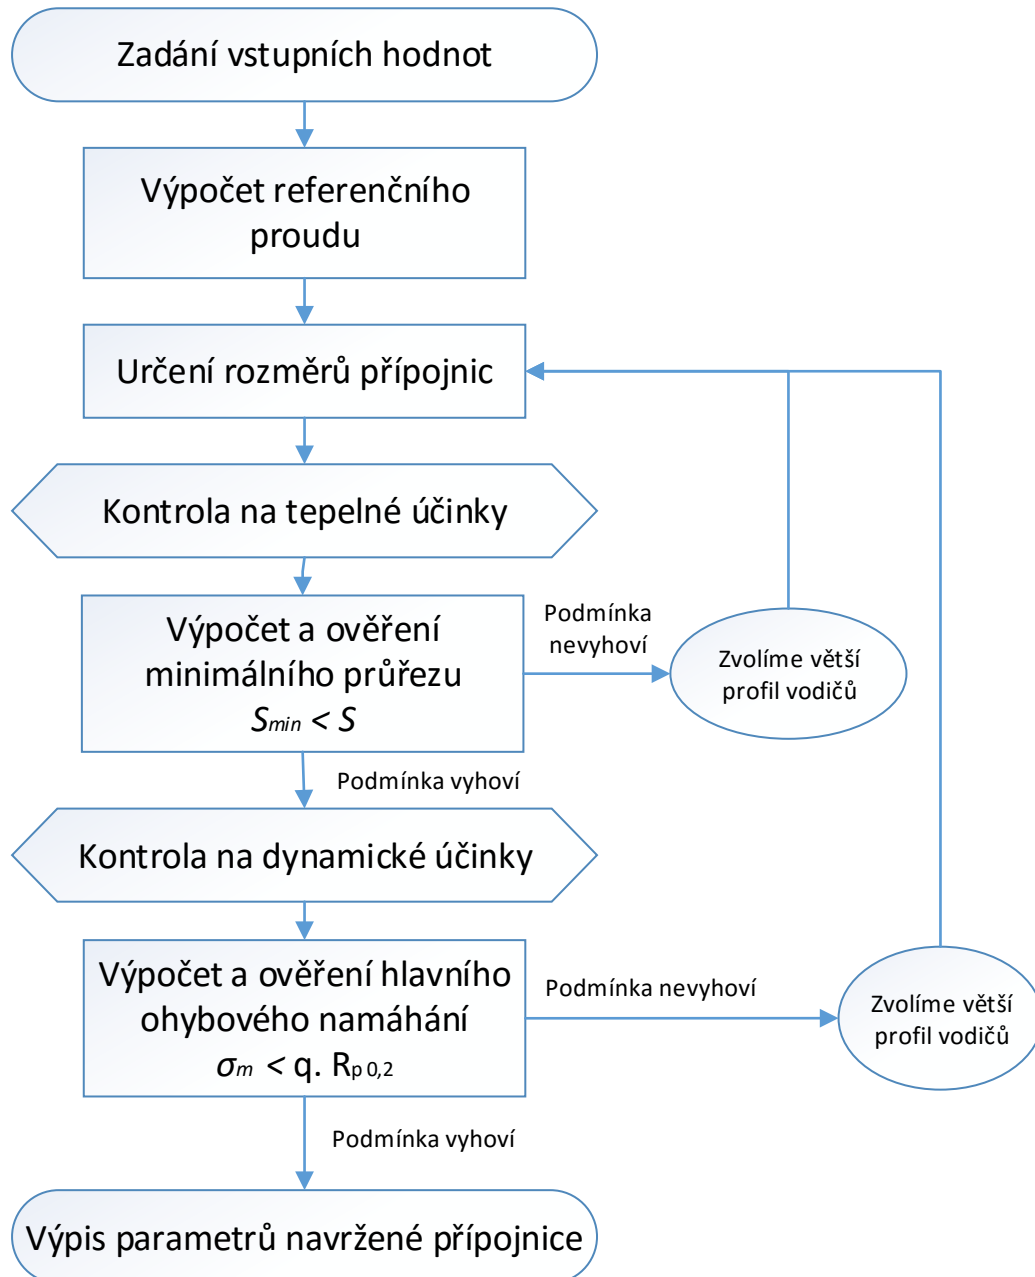 Zadání vstupních hodnot
Výpočet referenčního
proudu
Určení rozměrů přípojnic
Kontrola na tepelné účinky
Výpočet a ověření
minimálního průřezu
Smin < S
Podmínka
nevyhoví
Zvolíme větší
profil vodičů
Podmínka vyhoví
Kontrola na dynamické účinky
Výpočet a ověření hlavního
ohybového namáhání
σm < q. Rp 0,2
Podmínka nevyhoví
Zvolíme větší
profil vodičů
Podmínka vyhoví
Výpis parametrů navržené přípojnice